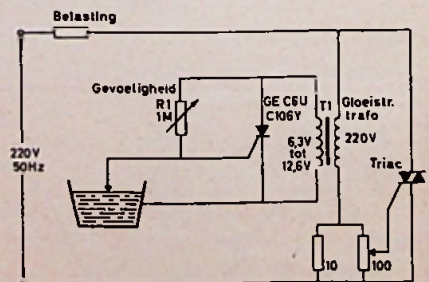 Belasting
Gevoeligheid
R1
1M
GE C6U
C106Y
T1
Gloeistr.
trafo
220V
6,3V
tot
12,6V
Triac
220V
50Hz
10
100